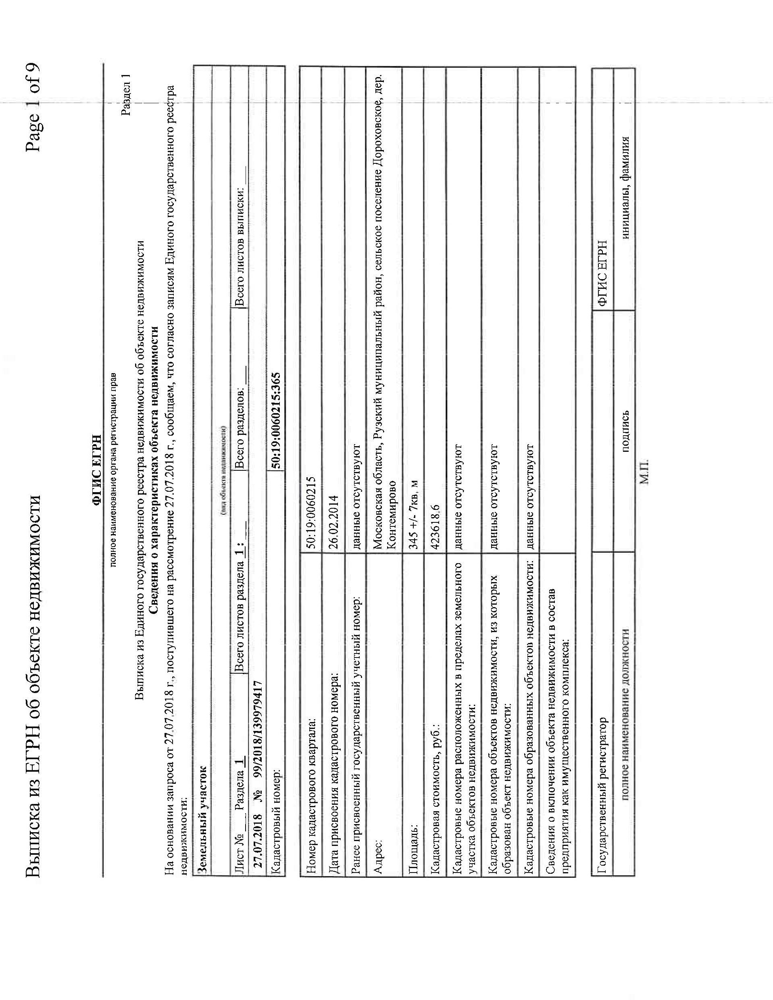 Выписка из ЕГРН об объекте недвижимости Page 1 of 9
ФГИС ЕГРН
полное наименование органа регистрации прав
Раздел 1
Выписка из Единого государственного реестра недвижимости об объекте недвижимости
Сведения о характеристиках объекта недвижимости
На основании запроса от 27.07.2018 г., поступившего на рассмотрение 27.07.2018 г., сообщаем, что согласно записям Единого государственного реестра
недвижимости:
Земельный участок
(вид объекта недвижимости)
Лист № ___ Раздела 1 Всего листов раздела 1 : ___ Всего разделов: ___ Всего листов выписки: ___
27.07.2018 № 99/2018/139979417
Кадастровый номер: 50:19:0060215:365
Номер кадастрового квартала: 50:19:0060215
Дата присвоения кадастрового номера: 26.02.2014
Ранее присвоенный государственный учетный номер: данные отсутствуют
Адрес: Московская область, Рузский муниципальный район, сельское поселение Дороховское, дер.
Контемирово
Площадь: 345 +/- 7кв. м
Кадастровая стоимость, руб.: 423618.6
Кадастровые номера расположенных в пределах земельного
участка объектов недвижимости: данные отсутствуют
Кадастровые номера объектов недвижимости, из которых
образован объект недвижимости: данные отсутствуют
Кадастровые номера образованных объектов недвижимости: данные отсутствуют
Сведения о включении объекта недвижимости в состав
предприятия как имущественного комплекса:
Государственный регистратор ФГИС ЕГРН
полное наименование должности подпись инициалы, фамилия
М.П.